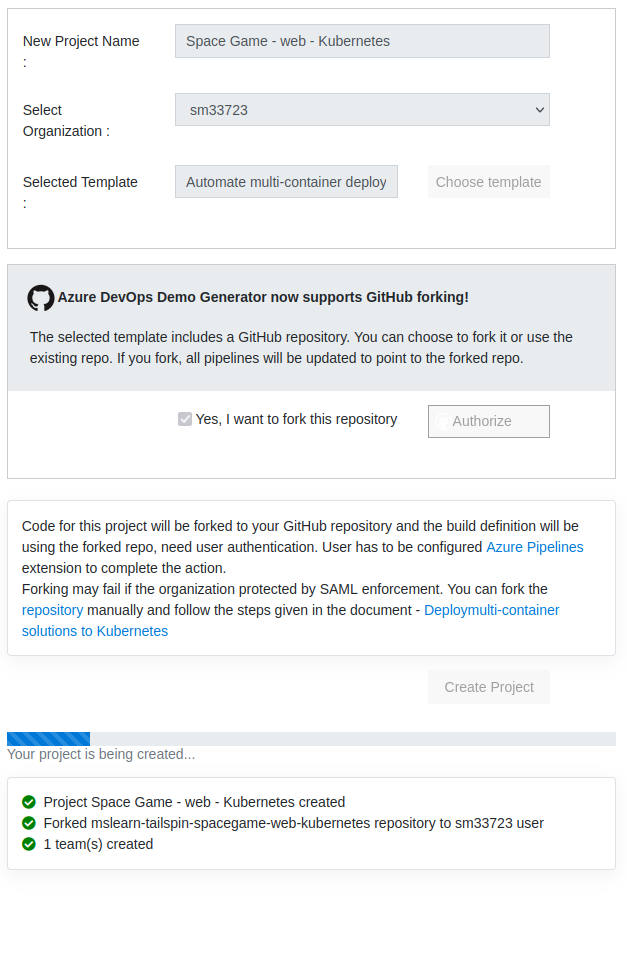 New Project Name
:
Space Game - web - Kubernetes
Select
Organization :
sm33723
Selected Template
:
Automate multi-container deploy
Choose template
Azure DevOps Demo Generator now supports GitHub forking!
The selected template includes a GitHub repository. You can choose to fork it or use the
existing repo. If you fork, all pipelines will be updated to point to the forked repo.
Yes, I want to fork this repository
Authorize
Code for this project will be forked to your GitHub repository and the build definition will be
using the forked repo, need user authentication. User has to be configured Azure Pipelines
extension to complete the action.
Forking may fail if the organization protected by SAML enforcement. You can fork the
repository manually and follow the steps given in the document - Deploymulti-container
solutions to Kubernetes
Create Project
Your project is being created...
Project Space Game - web - Kubernetes created
Forked mslearn-tailspin-spacegame-web-kubernetes repository to sm33723 user
1 team(s) created